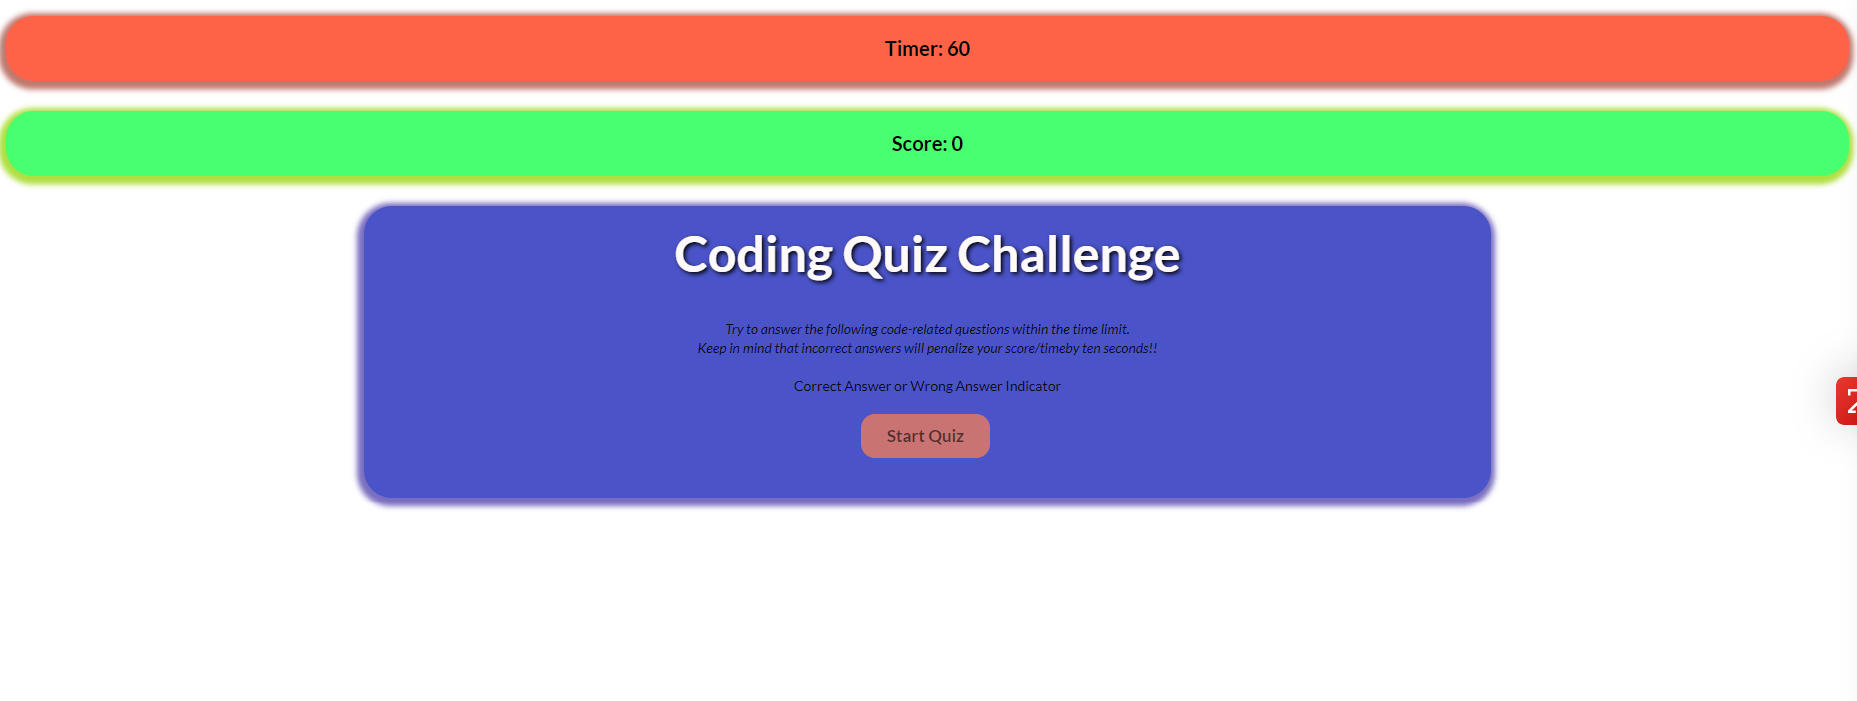 Timer: 60
Score: 0
Coding Quiz Challenge
Try to answer the following code-related questions within the time limit.
Keep in mind that incorrect answers will penalize your score/timeby ten seconds!!
Correct Answer or Wrong Answer Indicator
Start Quiz